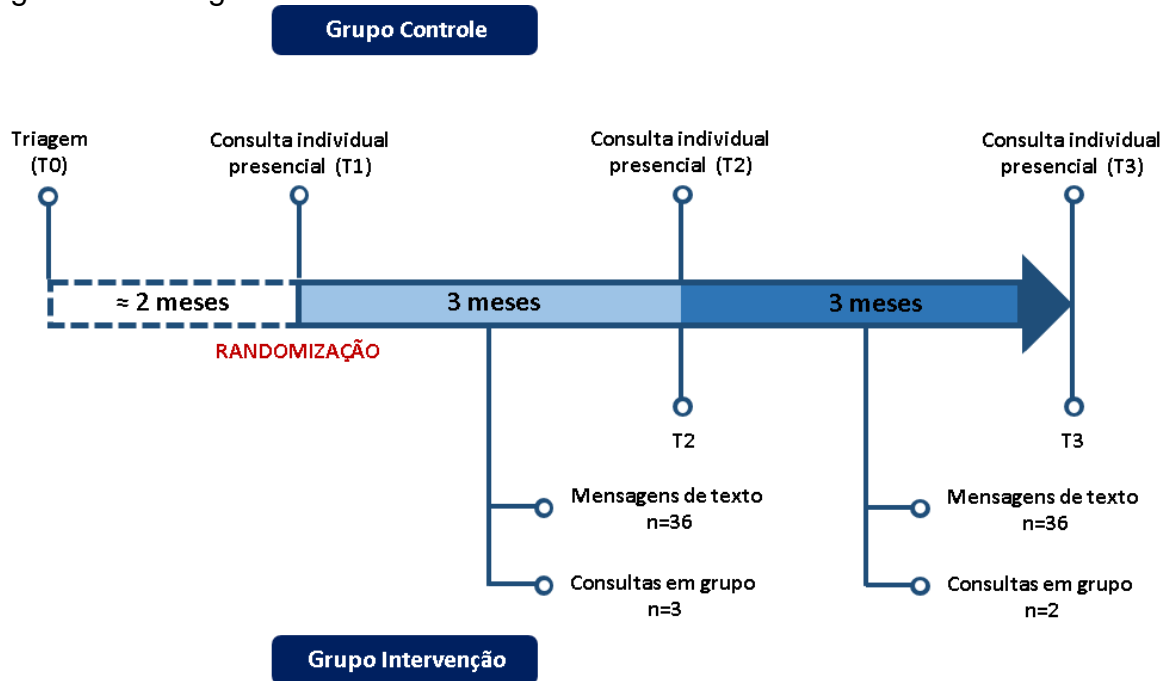 Grupo Controle
Triagem
(T0)
Consulta individual
presencial (T1)
Consulta individual
presencial (T2)
Consulta individual
presencial (T3)
≈ 2 meses
3 meses
3 meses
RANDOMIZAÇÃO
T2
T3
Mensagens de texto
n=36
Mensagens de texto
n=36
Consultas em grupo
n=3
Consultas em grupo
n=2
Grupo Intervenção